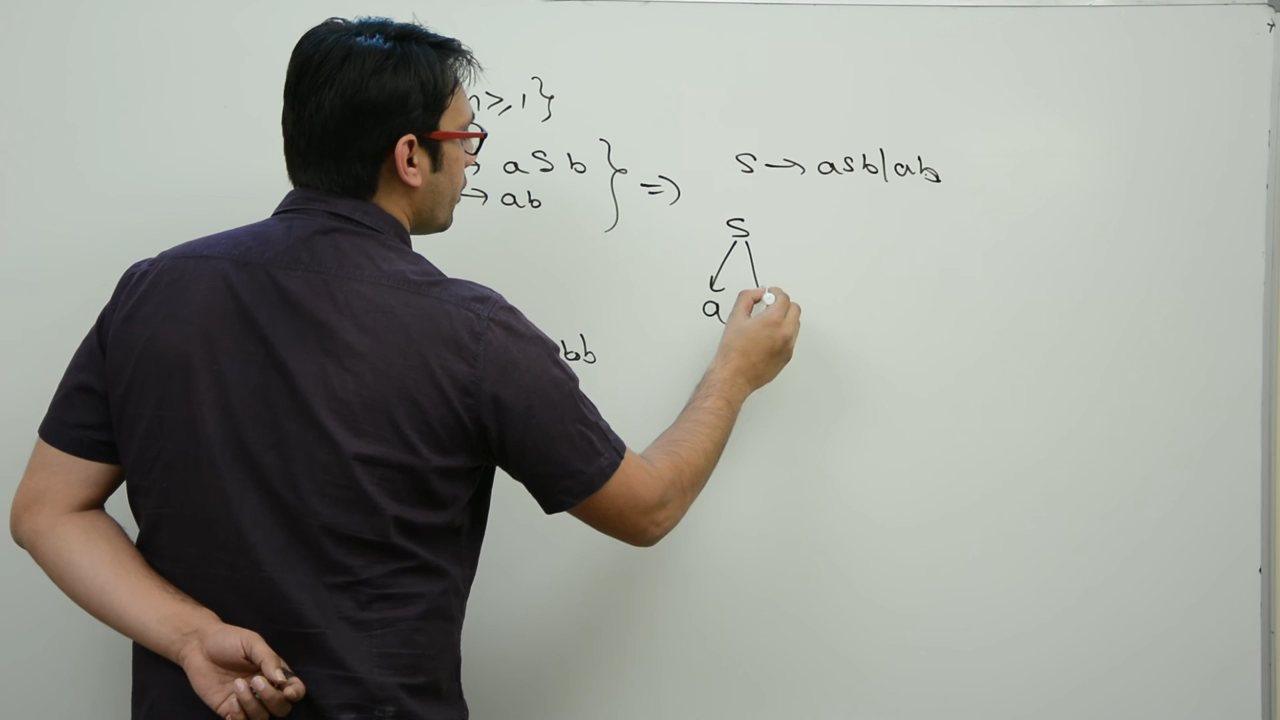 n ≥, 1}
→ aSb } ⇒ S → asb|ab
→ ab
S
a
bb